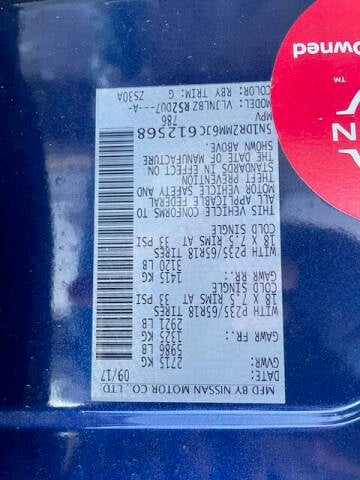 MFD BY NISSAN MOTOR CO., LTD
DATE: 09/17
GVWR: 2715 KG
5986 LB
GAWR FR.: 1325 KG
2921 LB
WITH P235/65R18 TIRES
18 X 7.5 RIMS AT 33 PSI
COLD SINGLE
GAWR RR.: 1415 KG
3120 LB
WITH P235/65R18 TIRES
18 X 7.5 RIMS AT 33 PSI
COLD SINGLE
THIS VEHICLE CONFORMS TO
ALL APPLICABLE FEDERAL
MOTOR VEHICLE SAFETY AND
THEFT PREVENTION
STANDARDS IN EFFECT ON
THE DATE OF MANUFACTURE
SHOWN ABOVE.
5N1DR2MM6JC612568
MPV 786
MODEL: VLJNLBZ R52DU7---A-
COLOR: RBY TRIM: G
ZS30A
Owned
N
TM